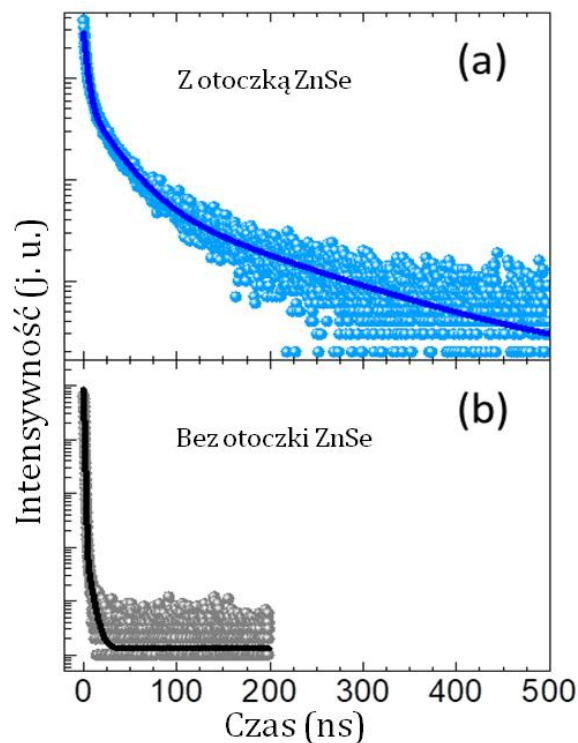 (a)
Z otoczką ZnSe
(b)
Bez otoczki ZnSe
Intensywność (j. u.)
0 100 200 300 400 500
Czas (ns)